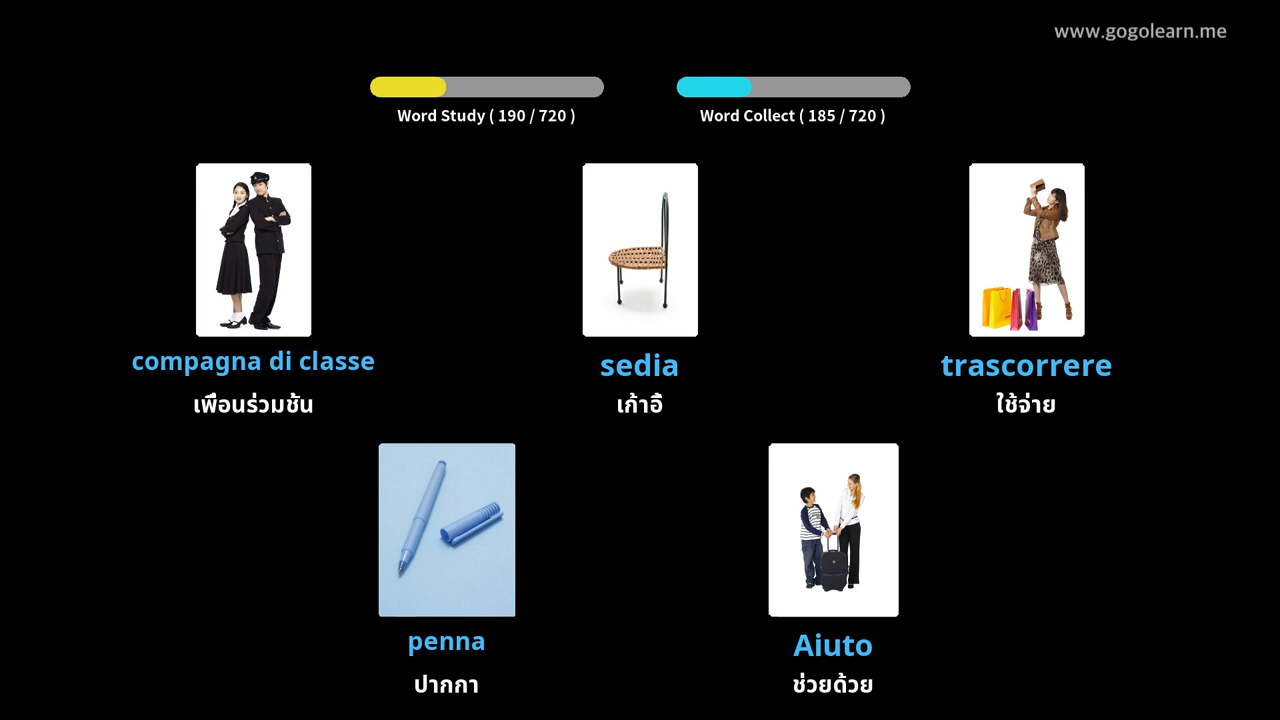 www.gogolearn.me
Word Study ( 190 / 720 )
Word Collect ( 185 / 720 )
compagna di classe
เพื่อนร่วมชั้น
sedia
เก้าอี้
trascorrere
ใช้จ่าย
penna
ปากกา
Aiuto
ช่วยด้วย